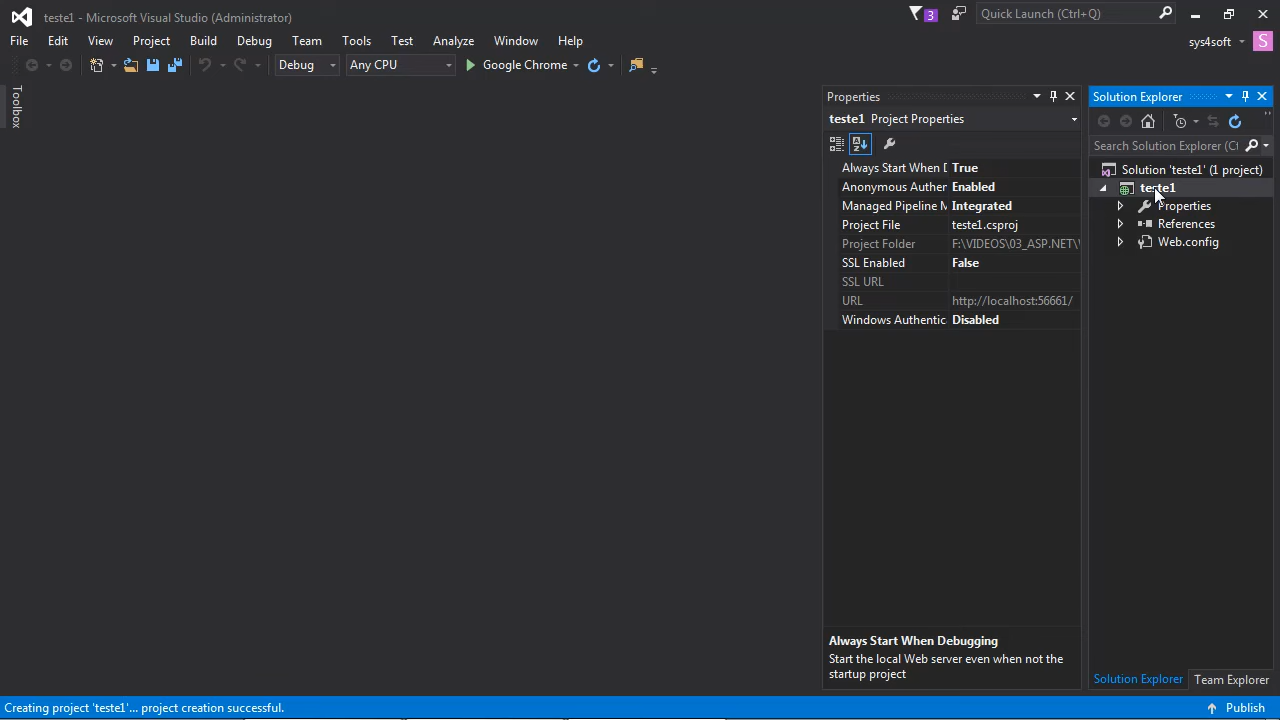 teste1 - Microsoft Visual Studio (Administrator)
3
Quick Launch (Ctrl+Q)
File Edit View Project Build Debug Team Tools Test Analyze Window Help
sys4soft S
Debug Any CPU Google Chrome
Toolbox
Properties
teste1 Project Properties
Always Start When D True
Anonymous Auther Enabled
Managed Pipeline M Integrated
Project File teste1.csproj
Project Folder F:\VIDEOS\03_ASP.NET\
SSL Enabled False
SSL URL
URL http://localhost:56661/
Windows Authentic Disabled
Always Start When Debugging
Start the local Web server even when not the
startup project
Solution Explorer
Search Solution Explorer (Ct
Solution 'teste1' (1 project)
teste1
Properties
References
Web.config
Solution Explorer Team Explorer
Creating project 'teste1'... project creation successful.
Publish